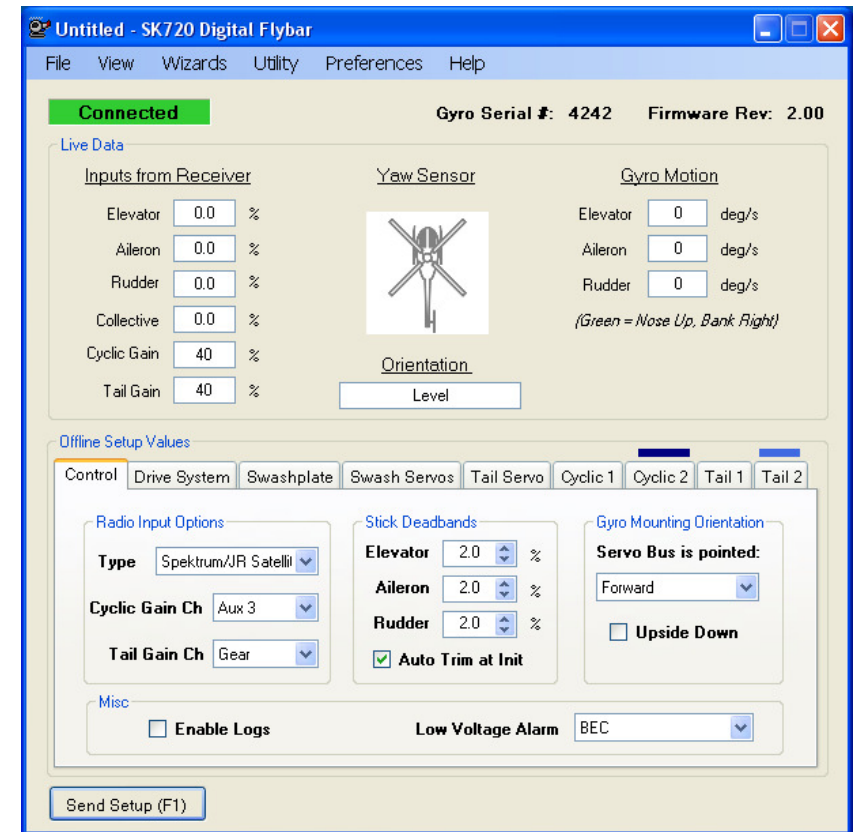 Untitled - SK720 Digital Flybar
File View Wizards Utility Preferences Help
Connected Gyro Serial #: 4242 Firmware Rev: 2.00
Live Data
Inputs from Receiver Yaw Sensor Gyro Motion
Elevator 0.0 % Elevator 0 deg/s
Aileron 0.0 % Aileron 0 deg/s
Rudder 0.0 % Rudder 0 deg/s
Collective 0.0 % (Green = Nose Up, Bank Right)
Cyclic Gain 40 % Orientation
Tail Gain 40 % Level
Offline Setup Values
Control Drive System Swashplate Swash Servos Tail Servo Cyclic 1 Cyclic 2 Tail 1 Tail 2
Radio Input Options Stick Deadbands Gyro Mounting Orientation
Type Spektrum/JR Satelli Elevator 2.0 % Servo Bus is pointed:
Cyclic Gain Ch Aux 3 Aileron 2.0 % Forward
Tail Gain Ch Gear Rudder 2.0 % Upside Down
Auto Trim at Init
Misc
Enable Logs Low Voltage Alarm BEC
Send Setup (F1)